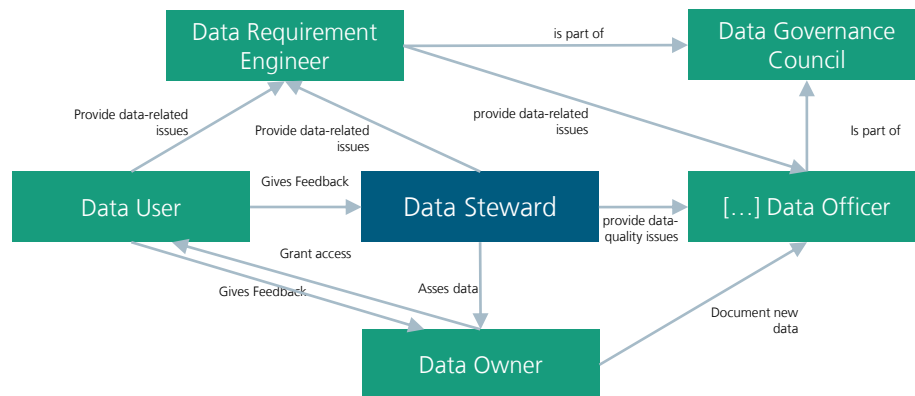 Data Requirement
Engineer
is part of
Data Governance
Council
Provide data-related
issues
Provide data-related
issues
provide data-related
issues
Is part of
Data User
Gives Feedback
Data Steward
provide data-
quality issues
[...] Data Officer
Grant access
Gives Feedback
Asses data
Document new
data
Data Owner